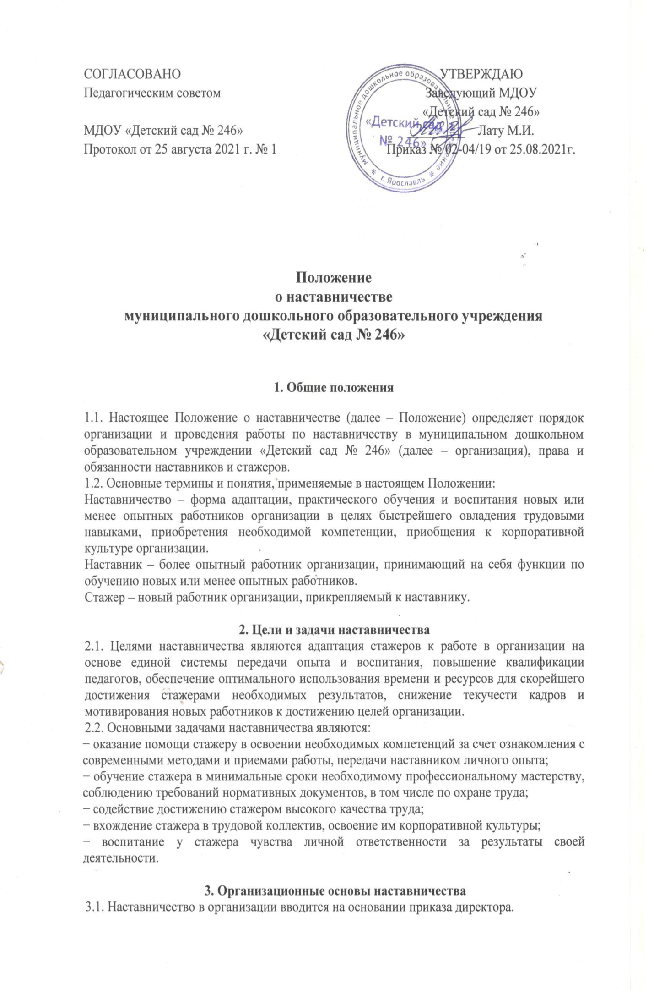 СОГЛАСОВАНО
Педагогическим советом
МДОУ «Детский сад № 246»
Протокол от 25 августа 2021 г. № 1
УТВЕРЖДАЮ
Заведующий МДОУ
«Детский сад № 246»
Лату М.И.
Приказ № 02-04/19 от 25.08.2021г.
муниципальное дошкольное образовательное учреждение
* г. Ярославль *
«Детский сад
№ 246»
Положение
о наставничестве
муниципального дошкольного образовательного учреждения
«Детский сад № 246»
1. Общие положения
1.1. Настоящее Положение о наставничестве (далее – Положение) определяет порядок
организации и проведения работы по наставничеству в муниципальном дошкольном
образовательном учреждении «Детский сад № 246» (далее – организация), права и
обязанности наставников и стажеров.
1.2. Основные термины и понятия, применяемые в настоящем Положении:
Наставничество – форма адаптации, практического обучения и воспитания новых или
менее опытных работников организации в целях быстрейшего овладения трудовыми
навыками, приобретения необходимой компетенции, приобщения к корпоративной
культуре организации.
Наставник – более опытный работник организации, принимающий на себя функции по
обучению новых или менее опытных работников.
Стажер – новый работник организации, прикрепляемый к наставнику.
2. Цели и задачи наставничества
2.1. Целями наставничества являются адаптация стажеров к работе в организации на
основе единой системы передачи опыта и воспитания, повышение квалификации
педагогов, обеспечение оптимального использования времени и ресурсов для скорейшего
достижения стажерами необходимых результатов, снижение текучести кадров и
мотивирования новых работников к достижению целей организации.
2.2. Основными задачами наставничества являются:
− оказание помощи стажеру в освоении необходимых компетенций за счет ознакомления с
современными методами и приемами работы, передачи наставником личного опыта;
− обучение стажера в минимальные сроки необходимому профессиональному мастерству,
соблюдению требований нормативных документов, в том числе по охране труда;
− содействие достижению стажером высокого качества труда;
− вхождение стажера в трудовой коллектив, освоение им корпоративной культуры;
− воспитание у стажера чувства личной ответственности за результаты своей
деятельности.
3. Организационные основы наставничества
3.1. Наставничество в организации вводится на основании приказа директора.